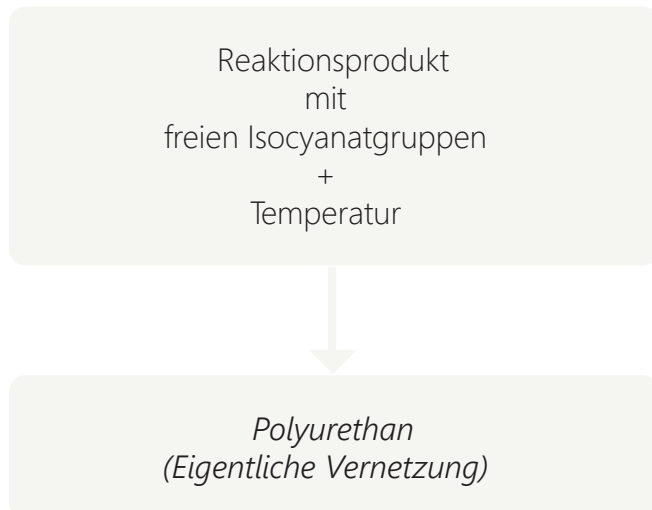 Reaktionsprodukt
mit
freien Isocyanatgruppen
+
Temperatur
Polyurethan
(Eigentliche Vernetzung)